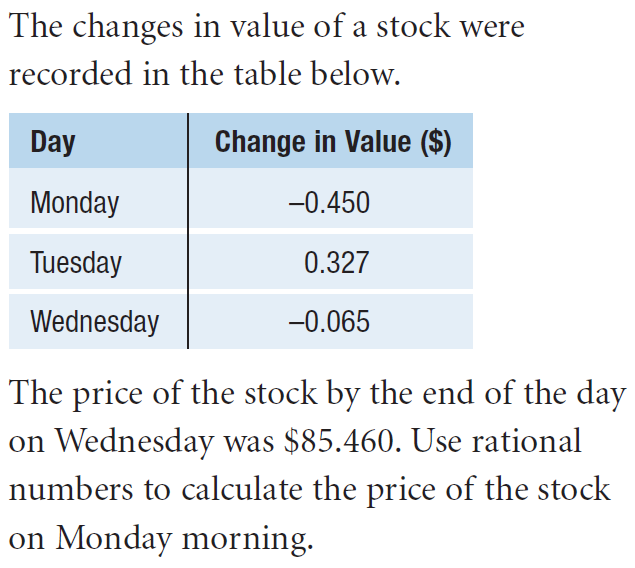 The changes in value of a stock were
recorded in the table below.
Day Change in Value ($)
Monday –0.450
Tuesday 0.327
Wednesday –0.065
The price of the stock by the end of the day
on Wednesday was $85.460. Use rational
numbers to calculate the price of the stock
on Monday morning.